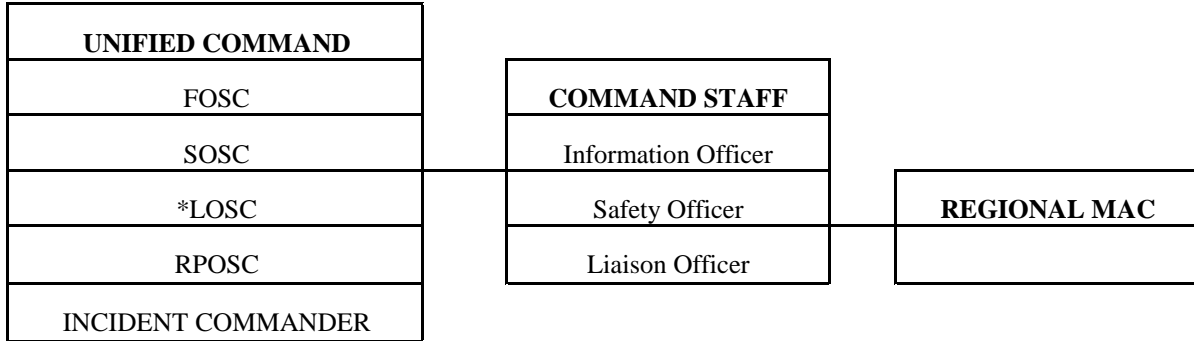 UNIFIED COMMAND
FOSC
SOSC
*LOSC
RPOSC
INCIDENT COMMANDER
COMMAND STAFF
Information Officer
Safety Officer
Liaison Officer
REGIONAL MAC